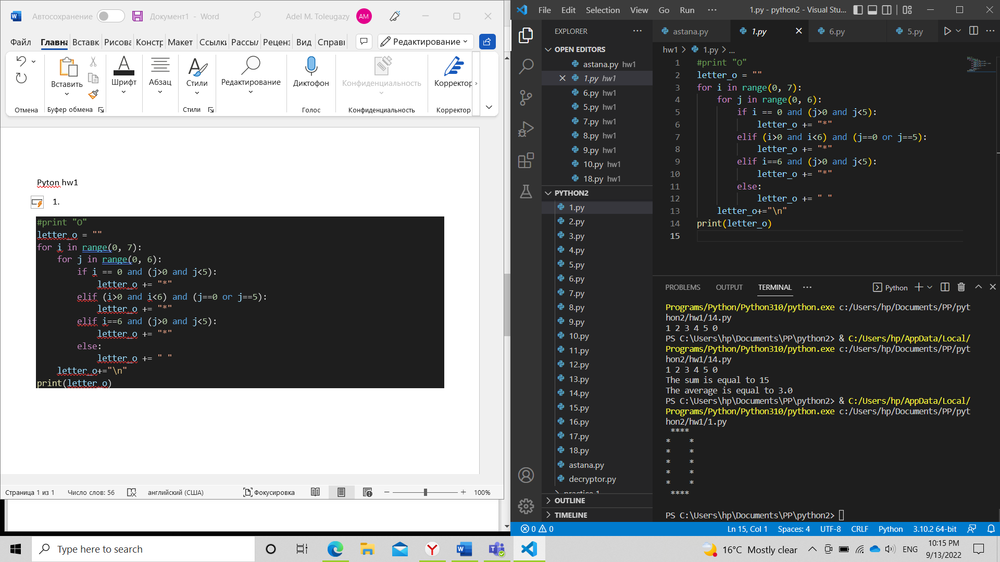 Автосохранение
Документ1 - Word
Adel M. Toleugazy
AM
Файл Главна Вставк Рисова Констр Макет Ссылки Рассыл Реценз Вид Справк
Редактирование
Вставить
Шрифт
Абзац
Стили
Редактирование
Диктофон
Конфиденциальность
Корректор
Отмена
Буфер обмена
Стили
Голос
Конфиденциальность
Корректор
Pyton hw1
1.
#print "O"
letter_o = ""
for i in range(0, 7):
    for j in range(0, 6):
        if i == 0 and (j>0 and j<5):
            letter_o += "*"
        elif (i>0 and i<6) and (j==0 or j==5):
            letter_o += "*"
        elif i==6 and (j>0 and j<5):
            letter_o += "*"
        else:
            letter_o += " "
    letter_o+="\n"
print(letter_o)
Страница 1 из 1
Число слов: 56
английский (США)
Фокусировка
100%
File Edit Selection View Go Run ...
1.py - python2 - Visual Stu...
EXPLORER
OPEN EDITORS
astana.py hw1
1.py hw1
6.py hw1
5.py hw1
7.py hw1
8.py hw1
9.py hw1
10.py hw1
18.py hw1
PYTHON2
1.py
2.py
3.py
4.py
5.py
6.py
7.py
8.py
9.py
10.py
11.py
12.py
13.py
14.py
15.py
16.py
17.py
18.py
astana.py
decryptor.py
practice 1
OUTLINE
TIMELINE
astana.py 1.py 6.py 5.py
hw1 > 1.py > ...
1 #print "O"
2 letter_o = ""
3 for i in range(0, 7):
4     for j in range(0, 6):
5         if i == 0 and (j>0 and j<5):
6             letter_o += "*"
7         elif (i>0 and i<6) and (j==0 or j==5):
8             letter_o += "*"
9         elif i==6 and (j>0 and j<5):
10             letter_o += "*"
11         else:
12             letter_o += " "
13     letter_o+="\n"
14 print(letter_o)
15
PROBLEMS OUTPUT TERMINAL ...
Python
Programs/Python/Python310/python.exe c:/Users/hp/Documents/PP/pyt
hon2/hw1/14.py
1 2 3 4 5 0
PS C:\Users\hp\Documents\PP\python2> & C:/Users/hp/AppData/Local/
Programs/Python/Python310/python.exe c:/Users/hp/Documents/PP/pyt
hon2/hw1/14.py
1 2 3 4 5 0
The sum is equal to 15
The average is equal to 3.0
PS C:\Users\hp\Documents\PP\python2> & C:/Users/hp/AppData/Local/
Programs/Python/Python310/python.exe c:/Users/hp/Documents/PP/pyt
hon2/hw1/1.py
 ****
*    *
*    *
*    *
*    *
*    *
 ****
PS C:\Users\hp\Documents\PP\python2>
0 0
Ln 15, Col 1
Spaces: 4
UTF-8
CRLF
Python
3.10.2 64-bit
Type here to search
16°C Mostly clear
ENG
10:15 PM
9/13/2022